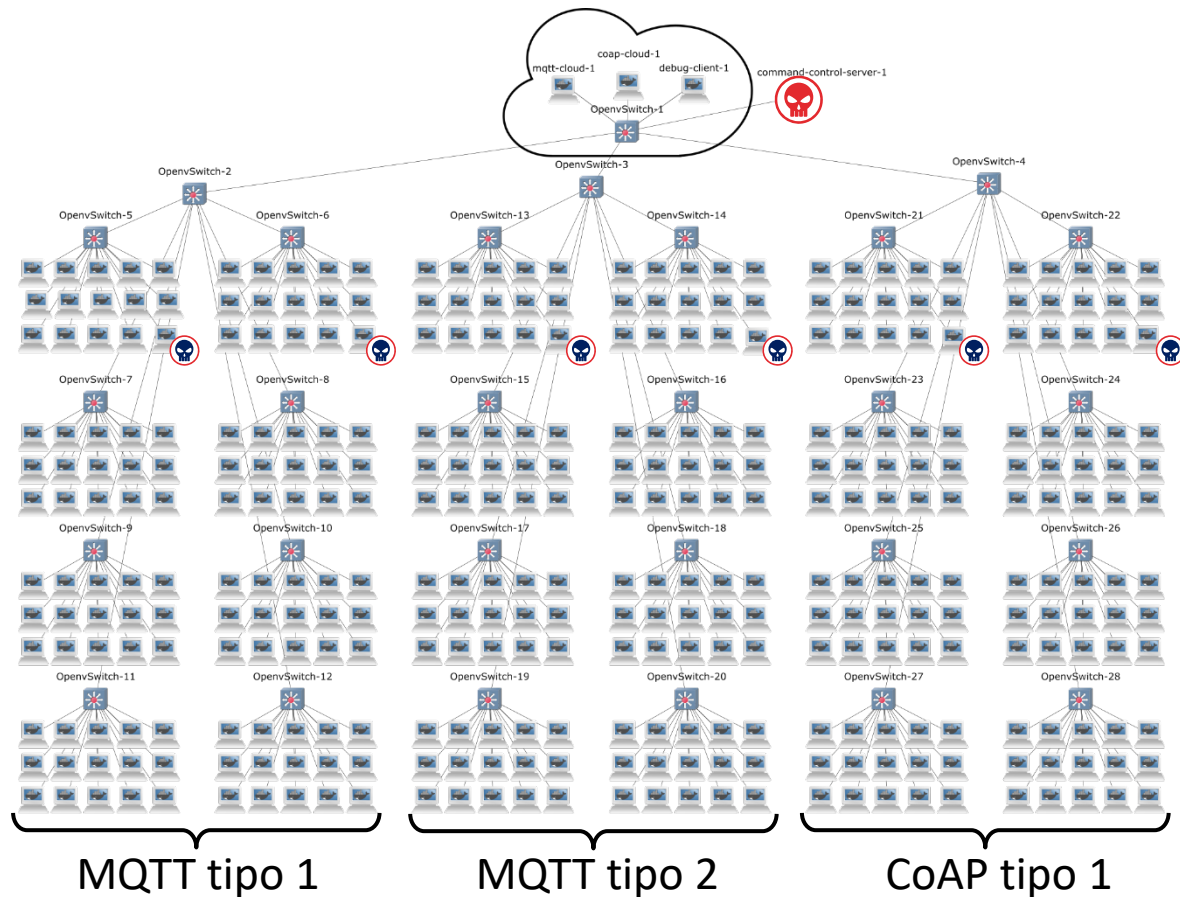 coap-cloud-1
mqtt-cloud-1
debug-client-1
command-control-server-1
OpenvSwitch-1
OpenvSwitch-2
OpenvSwitch-3
OpenvSwitch-4
OpenvSwitch-5
OpenvSwitch-6
OpenvSwitch-13
OpenvSwitch-14
OpenvSwitch-21
OpenvSwitch-22
OpenvSwitch-7
OpenvSwitch-8
OpenvSwitch-15
OpenvSwitch-16
OpenvSwitch-23
OpenvSwitch-24
OpenvSwitch-9
OpenvSwitch-10
OpenvSwitch-17
OpenvSwitch-18
OpenvSwitch-25
OpenvSwitch-26
OpenvSwitch-11
OpenvSwitch-12
OpenvSwitch-19
OpenvSwitch-20
OpenvSwitch-27
OpenvSwitch-28
MQTT tipo 1
MQTT tipo 2
CoAP tipo 1